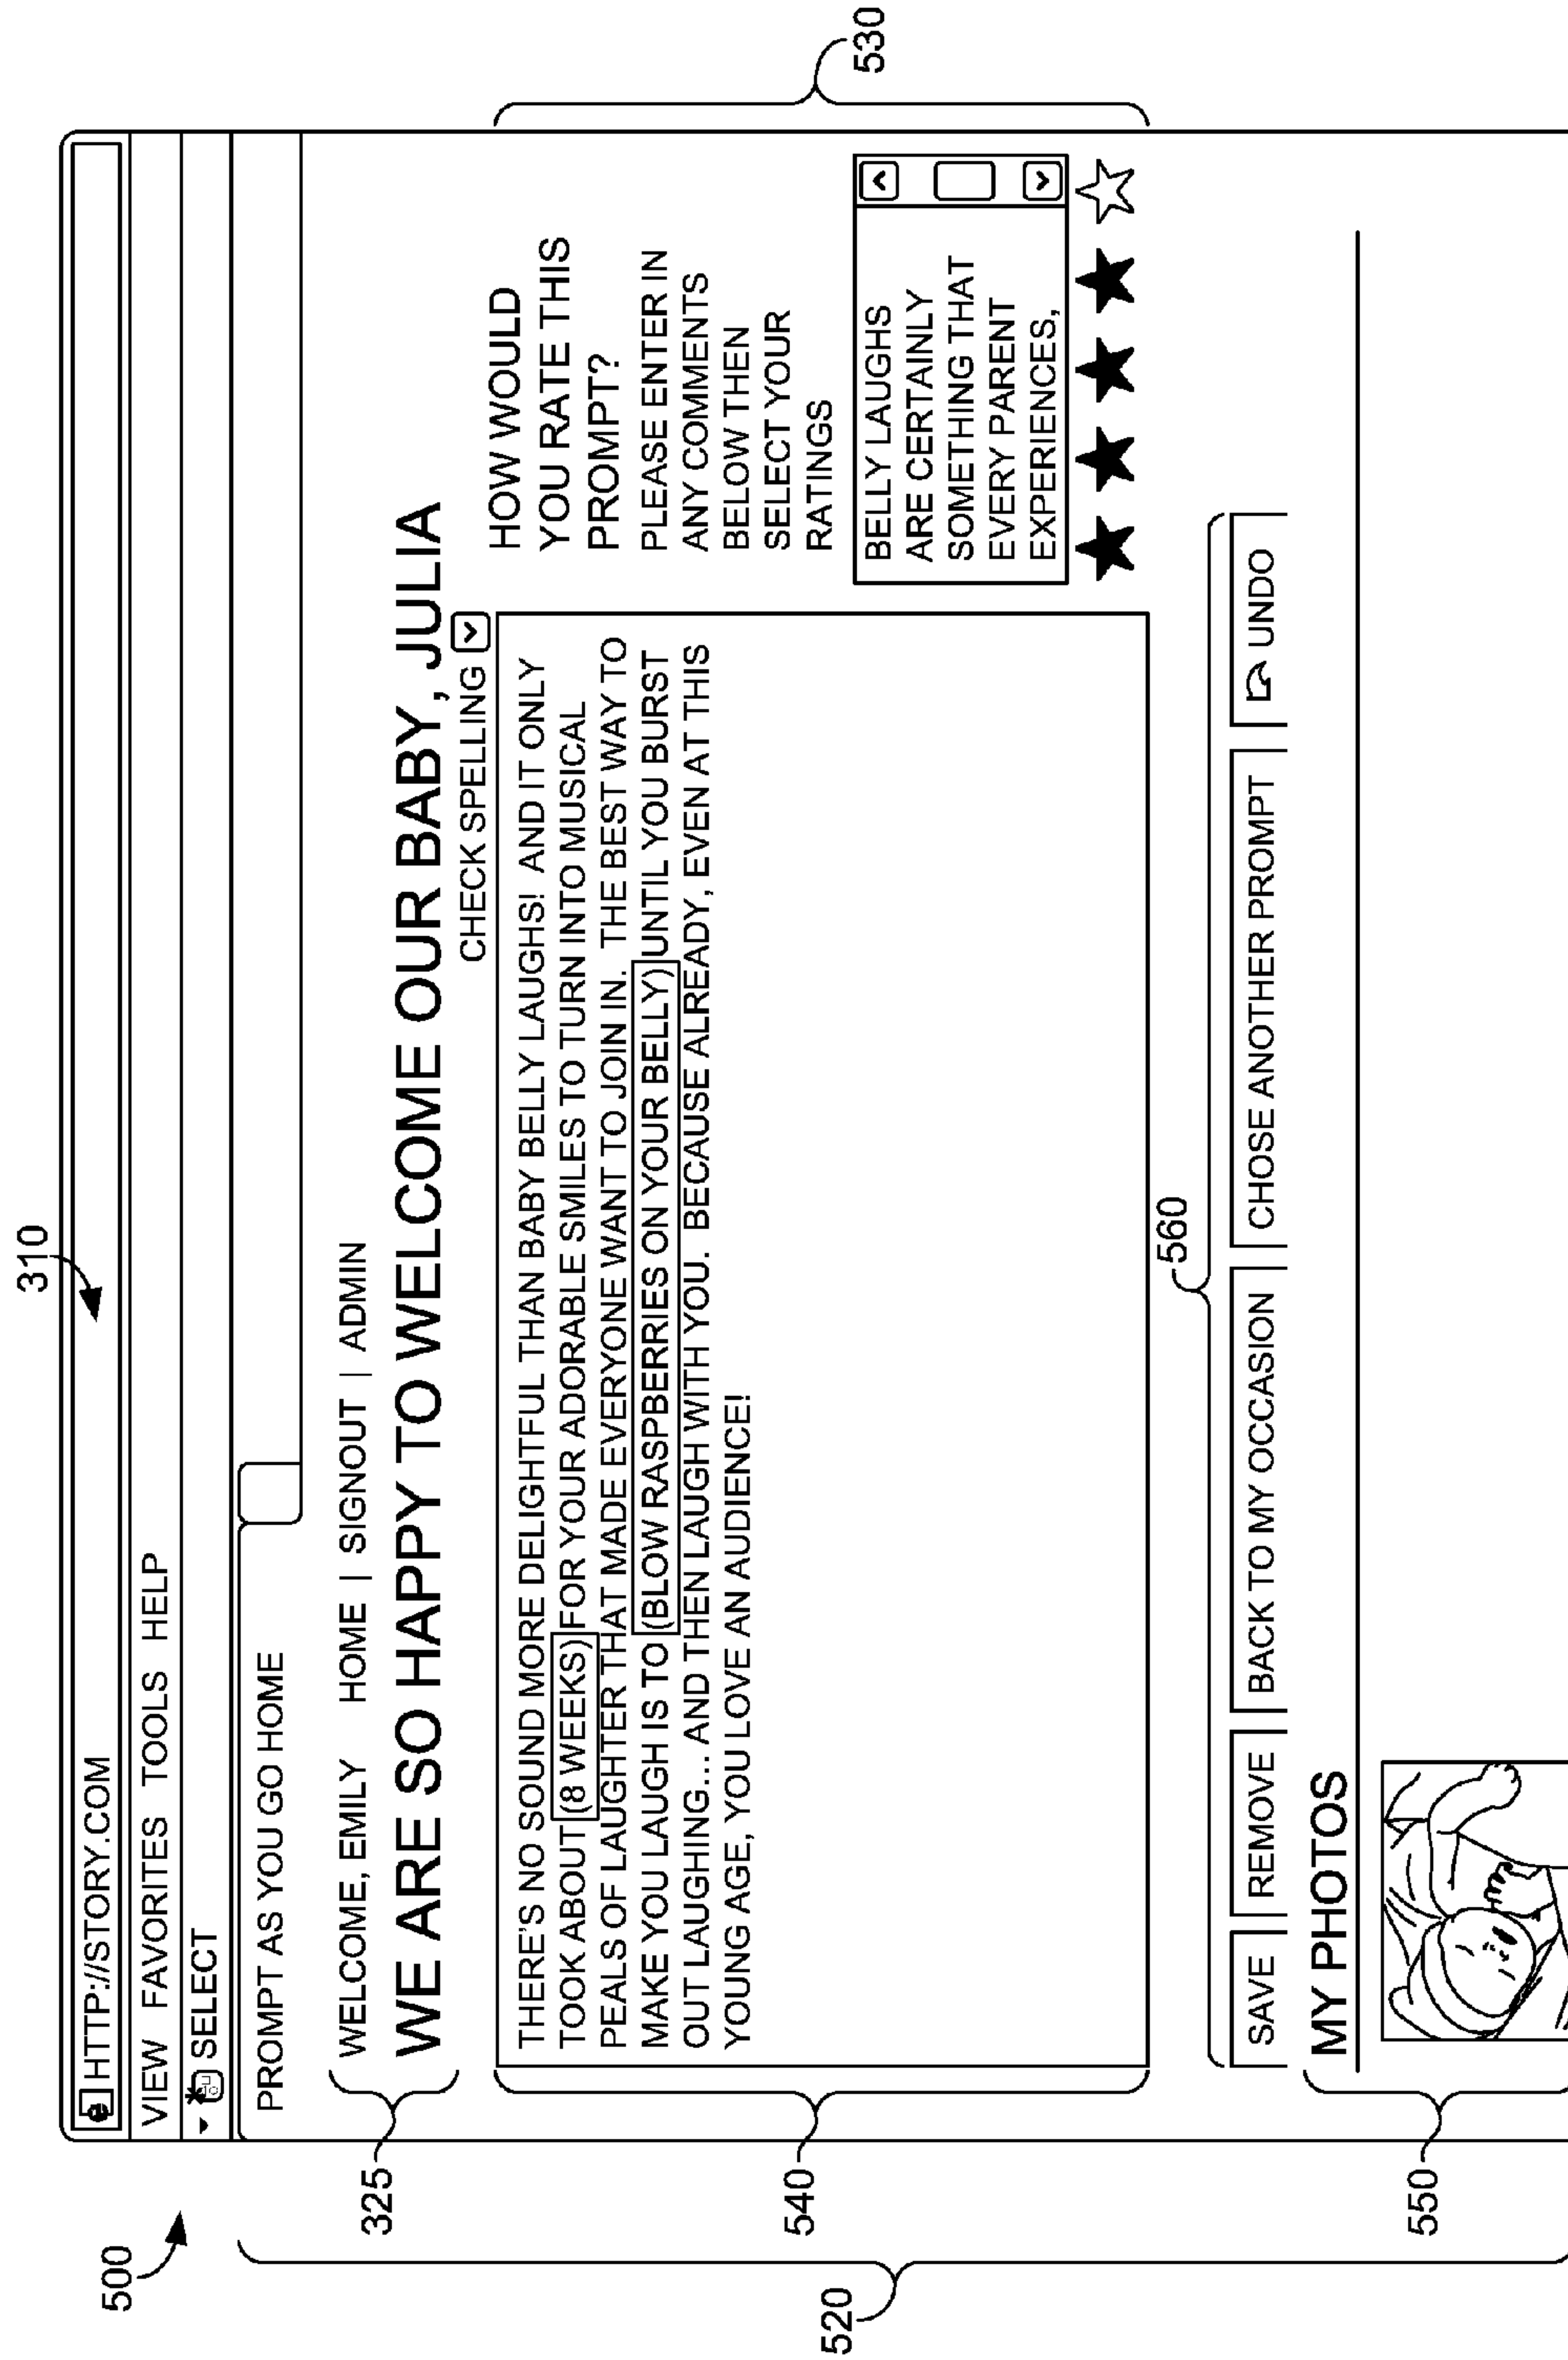 500
310
HTTP://STORY.COM
VIEW FAVORITES TOOLS HELP
SELECT
PROMPT AS YOU GO HOME
325
WELCOME, EMILY HOME | SIGNOUT | ADMIN
WE ARE SO HAPPY TO WELCOME OUR BABY, JULIA
CHECK SPELLING
520
540
THERE'S NO SOUND MORE DELIGHTFUL THAN BABY BELLY LAUGHS! AND IT ONLY
TOOK ABOUT (8 WEEKS) FOR YOUR ADORABLE SMILES TO TURN INTO MUSICAL
PEALS OF LAUGHTER THAT MADE EVERYONE WANT TO JOIN IN. THE BEST WAY TO
MAKE YOU LAUGH IS TO (BLOW RASPBERRIES ON YOUR BELLY) UNTIL YOU BURST
OUT LAUGHING... AND THEN LAUGH WITH YOU. BECAUSE ALREADY, EVEN AT THIS
YOUNG AGE, YOU LOVE AN AUDIENCE!
HOW WOULD
YOU RATE THIS
PROMPT?
PLEASE ENTER IN
ANY COMMENTS
BELOW THEN
SELECT YOUR
RATINGS
BELLY LAUGHS
ARE CERTAINLY
SOMETHING THAT
EVERY PARENT
EXPERIENCES,
530
560
SAVE REMOVE BACK TO MY OCCASION CHOSE ANOTHER PROMPT UNDO
550
MY PHOTOS